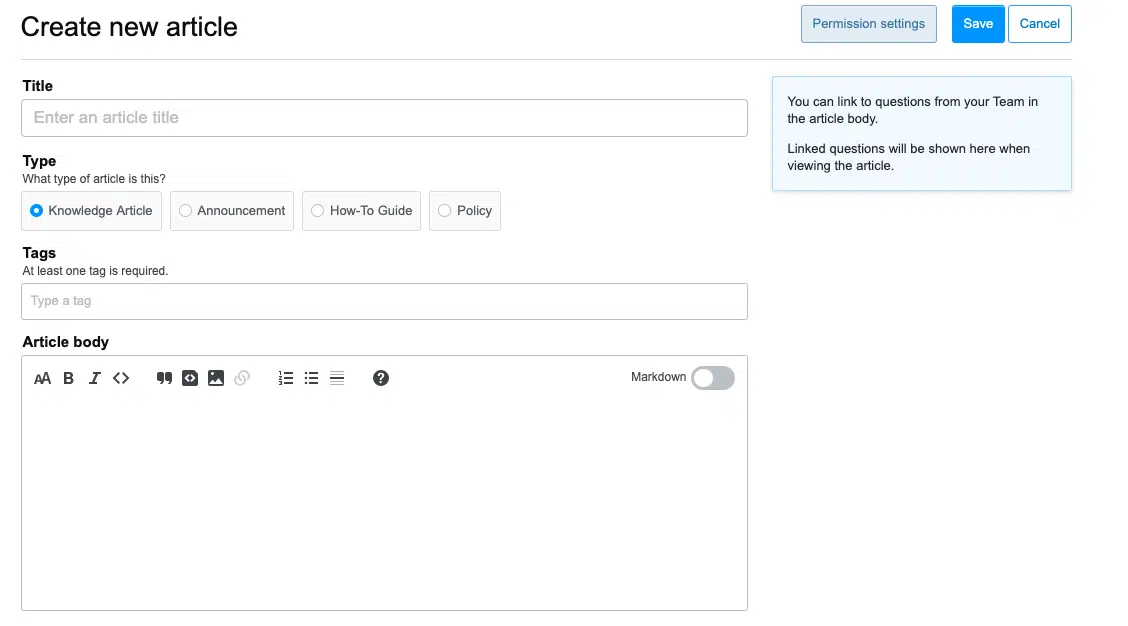 Create new article
Permission settings
Save
Cancel
Title
Enter an article title
You can link to questions from your Team in
the article body.
Linked questions will be shown here when
viewing the article.
Type
What type of article is this?
Knowledge Article
Announcement
How-To Guide
Policy
Tags
At least one tag is required.
Type a tag
Article body
AA B I
Markdown